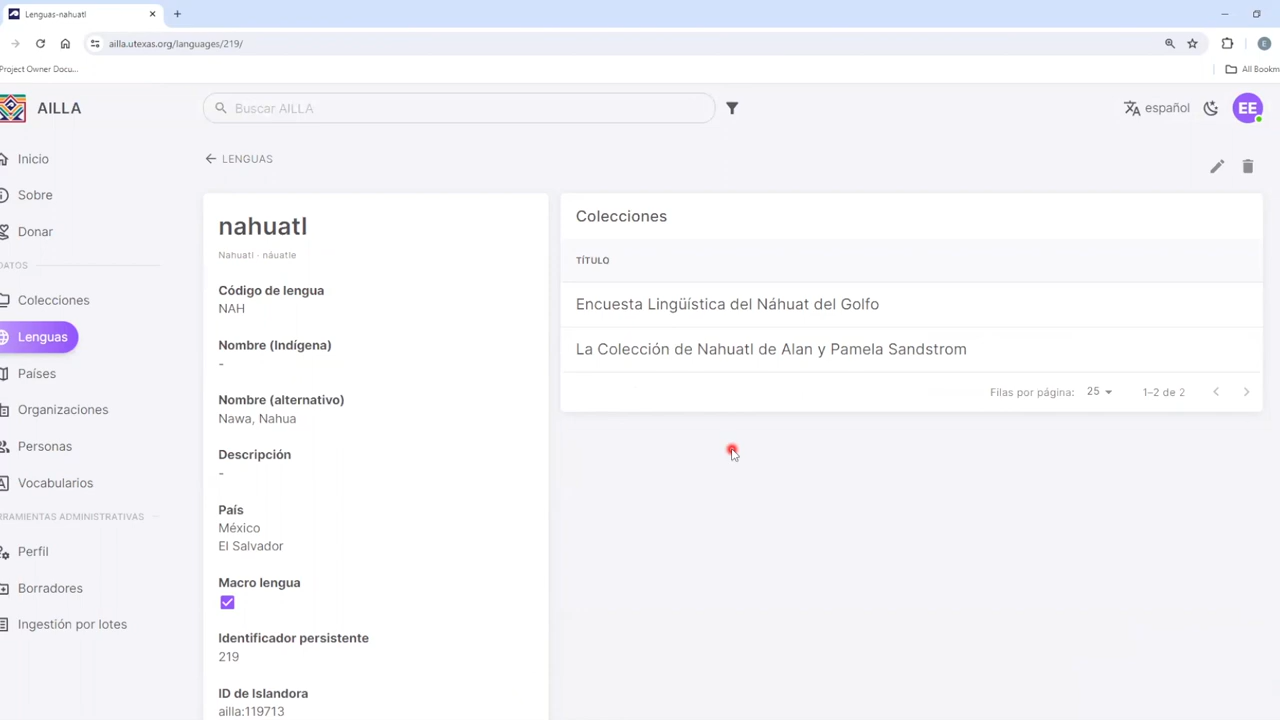 Lenguas-nahuatl
ailla.utexas.org/languages/219/
Project Owner Docu...
All Bookm
AILLA
Buscar AILLA
español
EE
Inicio
Sobre
Donar
DATOS
Colecciones
Lenguas
Países
Organizaciones
Personas
Vocabularios
RRAMIENTAS ADMINISTRATIVAS
Perfil
Borradores
Ingestión por lotes
LENGUAS
nahuatl
Nahuatl · náuatle
Código de lengua
NAH
Nombre (Indígena)
-
Nombre (alternativo)
Nawa, Nahua
Descripción
-
País
México
El Salvador
Macro lengua
Identificador persistente
219
ID de Islandora
ailla:119713
Colecciones
TÍTULO
Encuesta Lingüística del Náhuat del Golfo
La Colección de Nahuatl de Alan y Pamela Sandstrom
Filas por página: 25 1–2 de 2